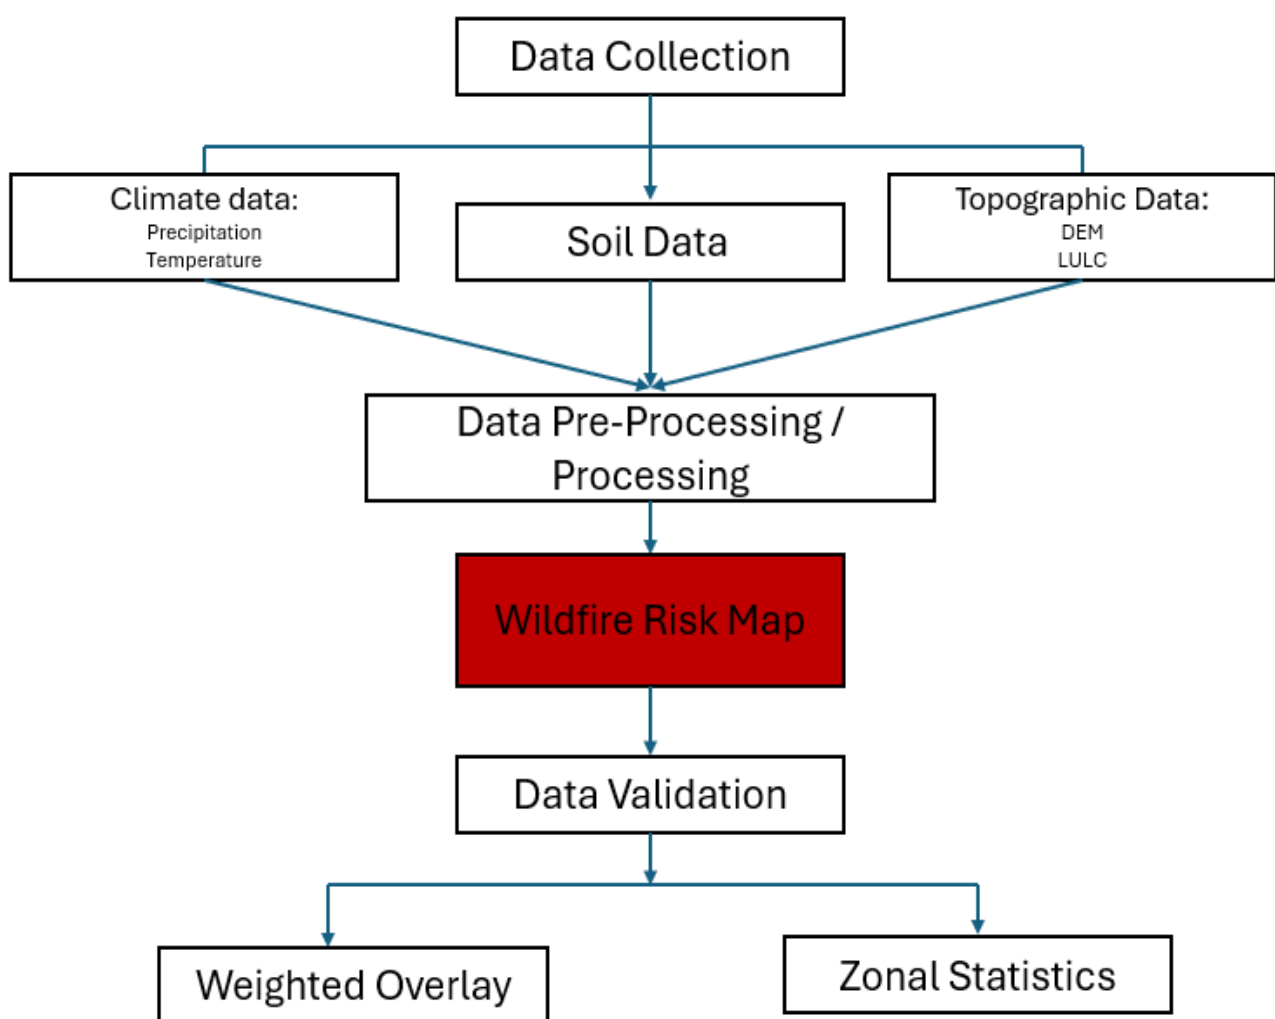 Data Collection
Climate data:
Precipitation
Temperature
Soil Data
Topographic Data:
DEM
LULC
Data Pre-Processing /
Processing
Wildfire Risk Map
Data Validation
Weighted Overlay
Zonal Statistics